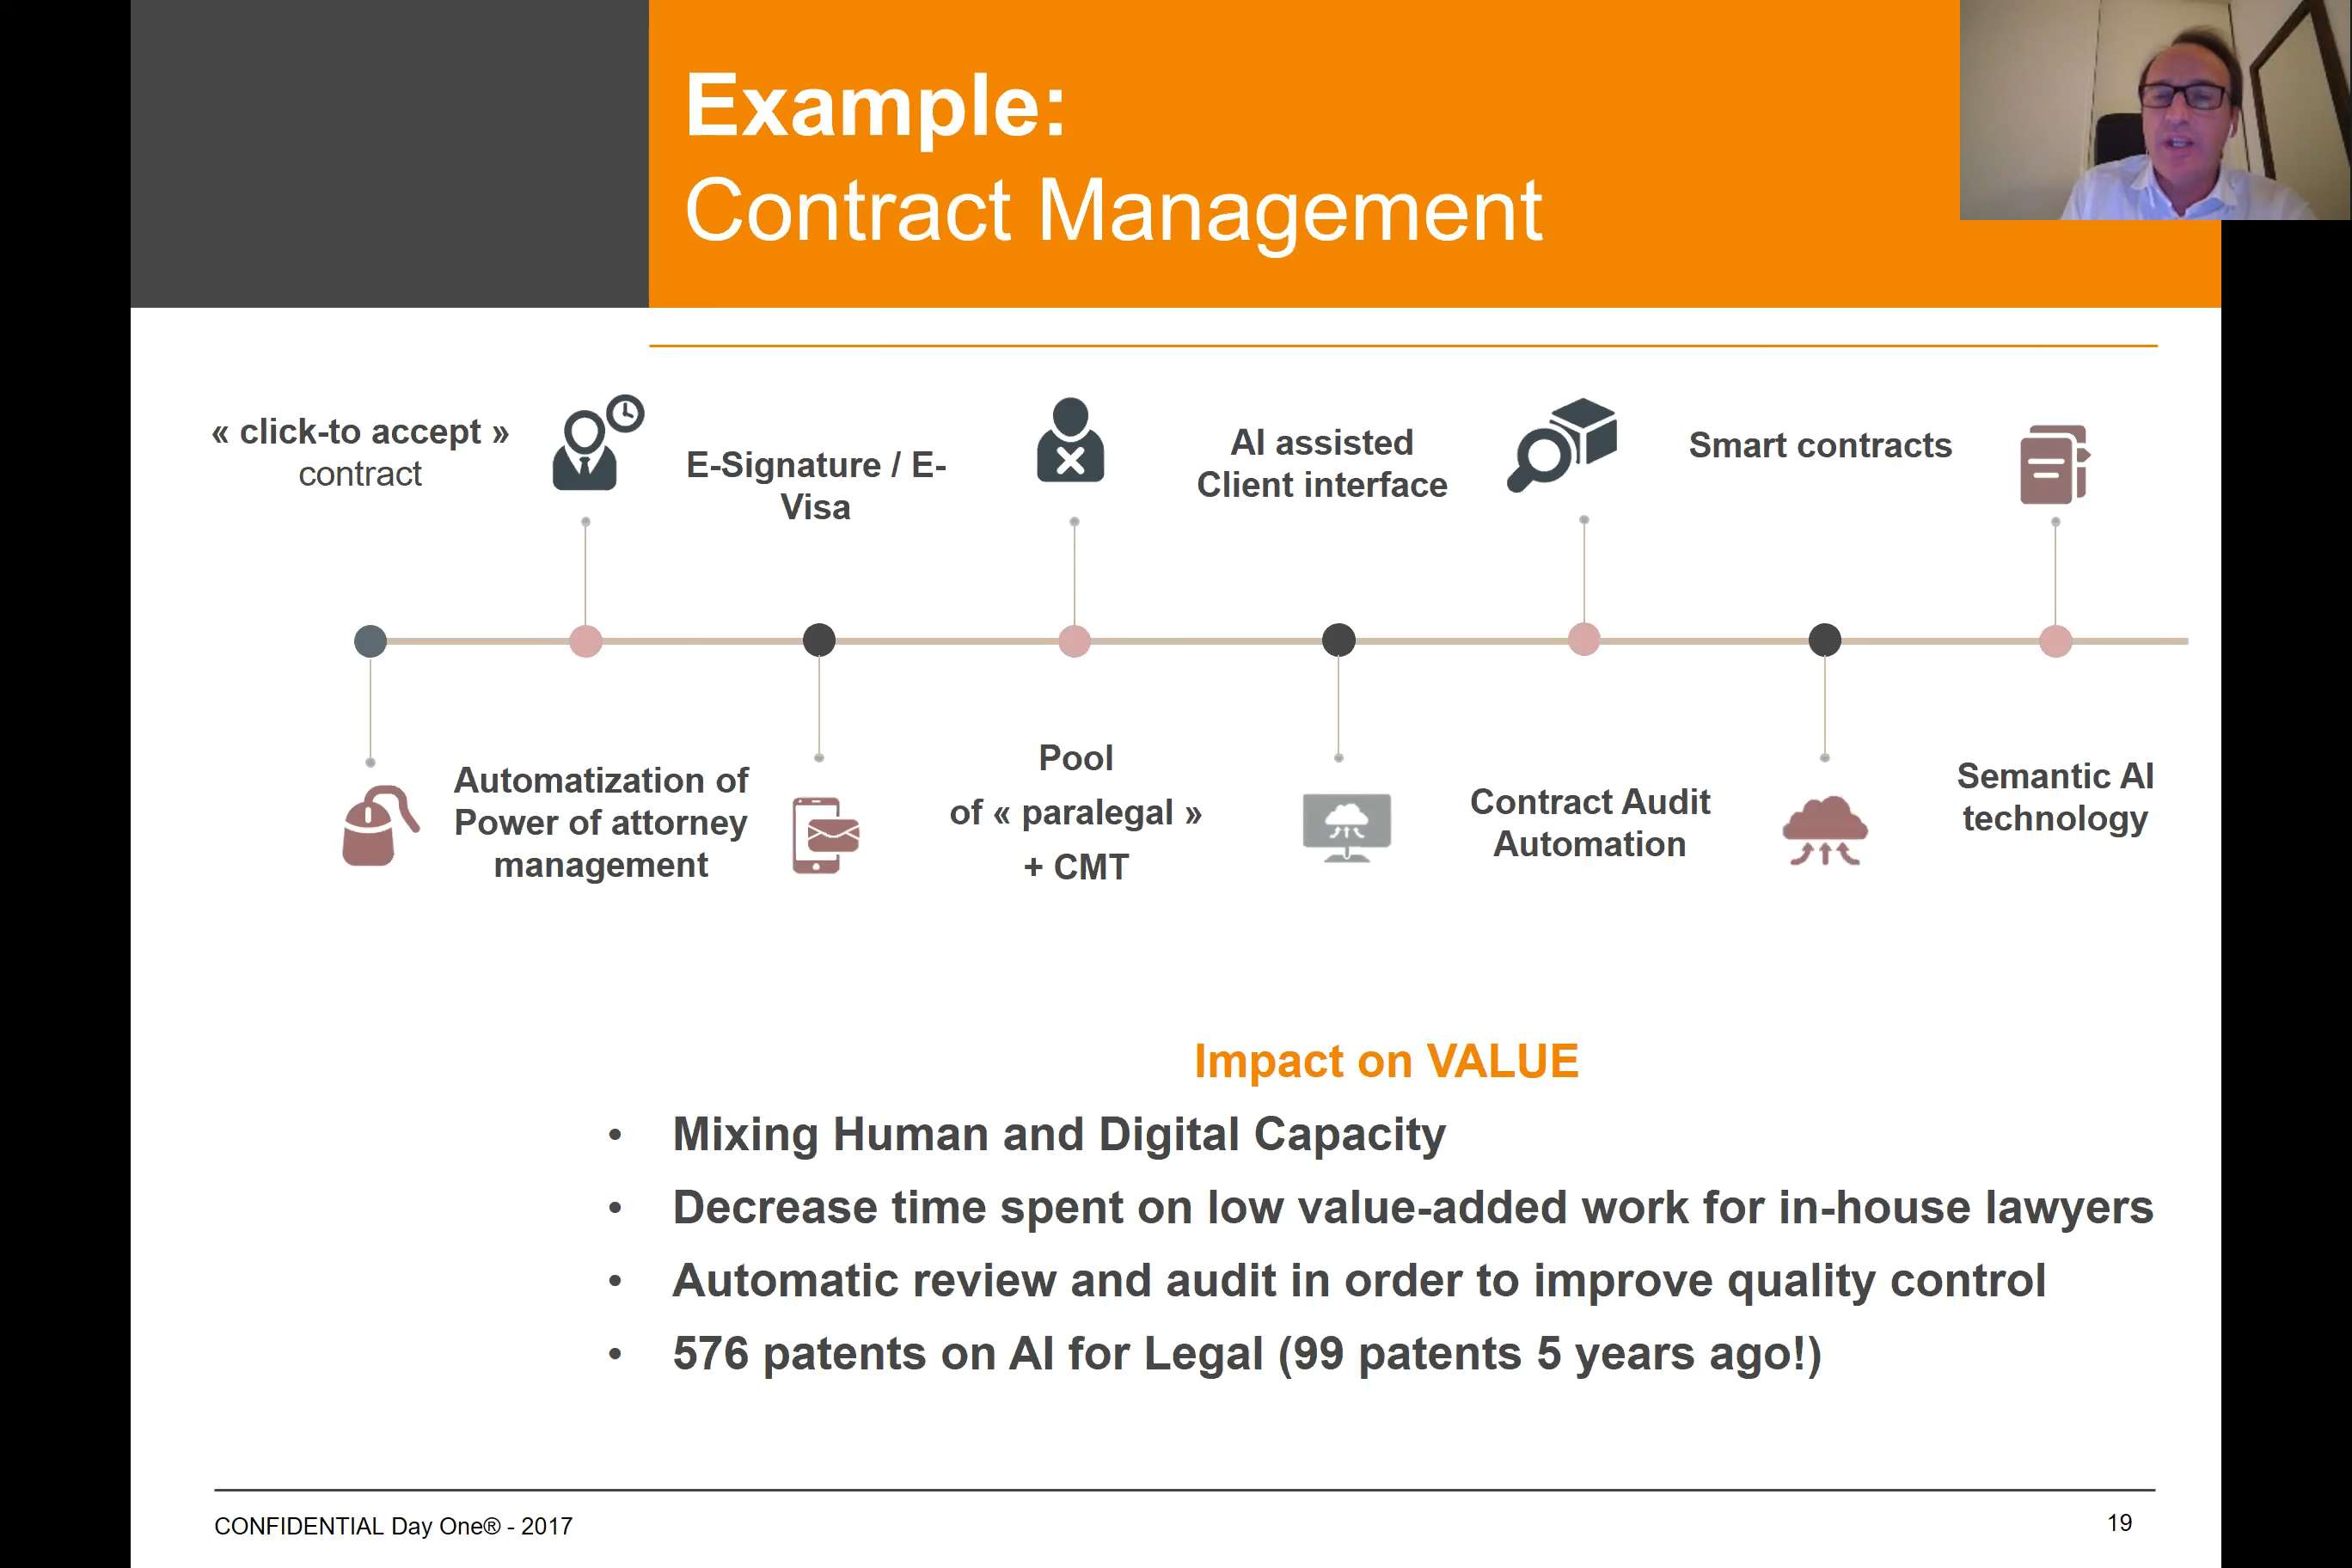 Example:
Contract Management
« click-to accept »
contract
E-Signature / E-
Visa
AI assisted
Client interface
Smart contracts
Automatization of
Power of attorney
management
Pool
of « paralegal »
+ CMT
Contract Audit
Automation
Semantic AI
technology
Impact on VALUE
• Mixing Human and Digital Capacity
• Decrease time spent on low value-added work for in-house lawyers
• Automatic review and audit in order to improve quality control
• 576 patents on AI for Legal (99 patents 5 years ago!)
CONFIDENTIAL Day One® - 2017
19